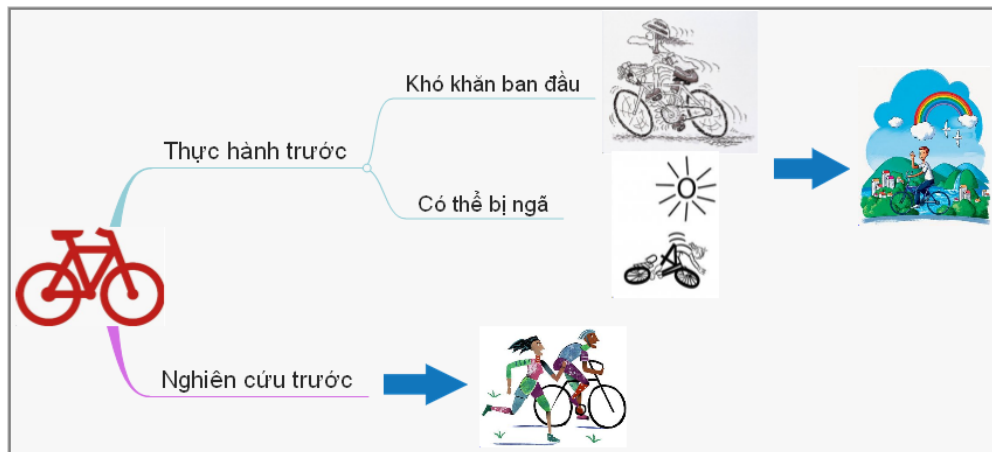 Khó khăn ban đầu
Thực hành trước
Có thể bị ngã
Nghiên cứu trước